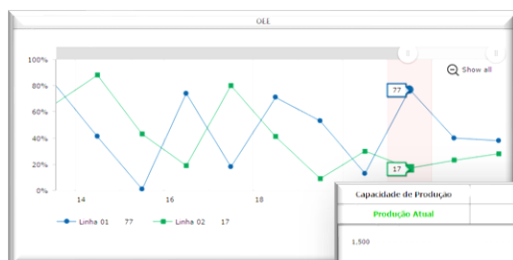 OLE
100%
Show all
80%
77
60%
40%
20%
17
0%
14 16 18
Linha 01 77 Linha 02 17
Capacidade de Produção
Produção Atual
1,500